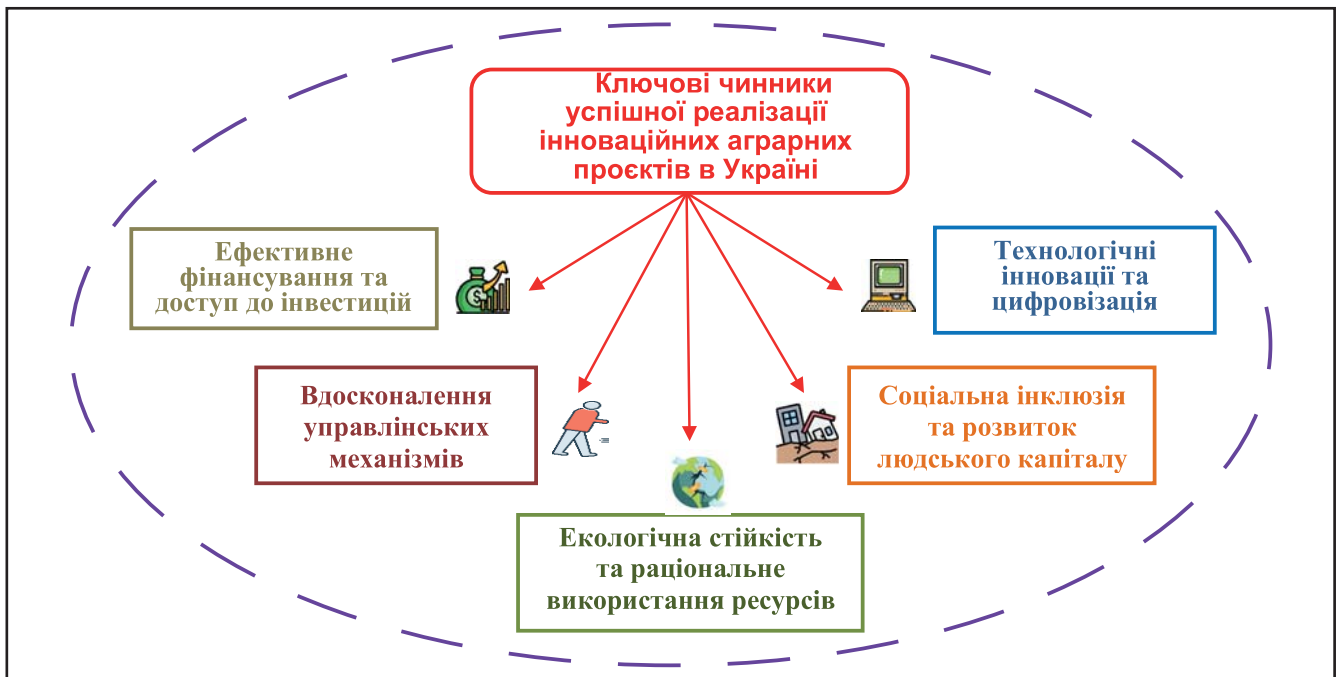 Ключові чинники
успішної реалізації
інноваційних аграрних
проєктів в Україні
Ефективне
фінансування та
доступ до інвестицій
Технологічні
інновації та
цифровізація
Вдосконалення
управлінських
механізмів
Соціальна інклюзія
та розвиток
людського капіталу
Екологічна стійкість
та раціональне
використання ресурсів